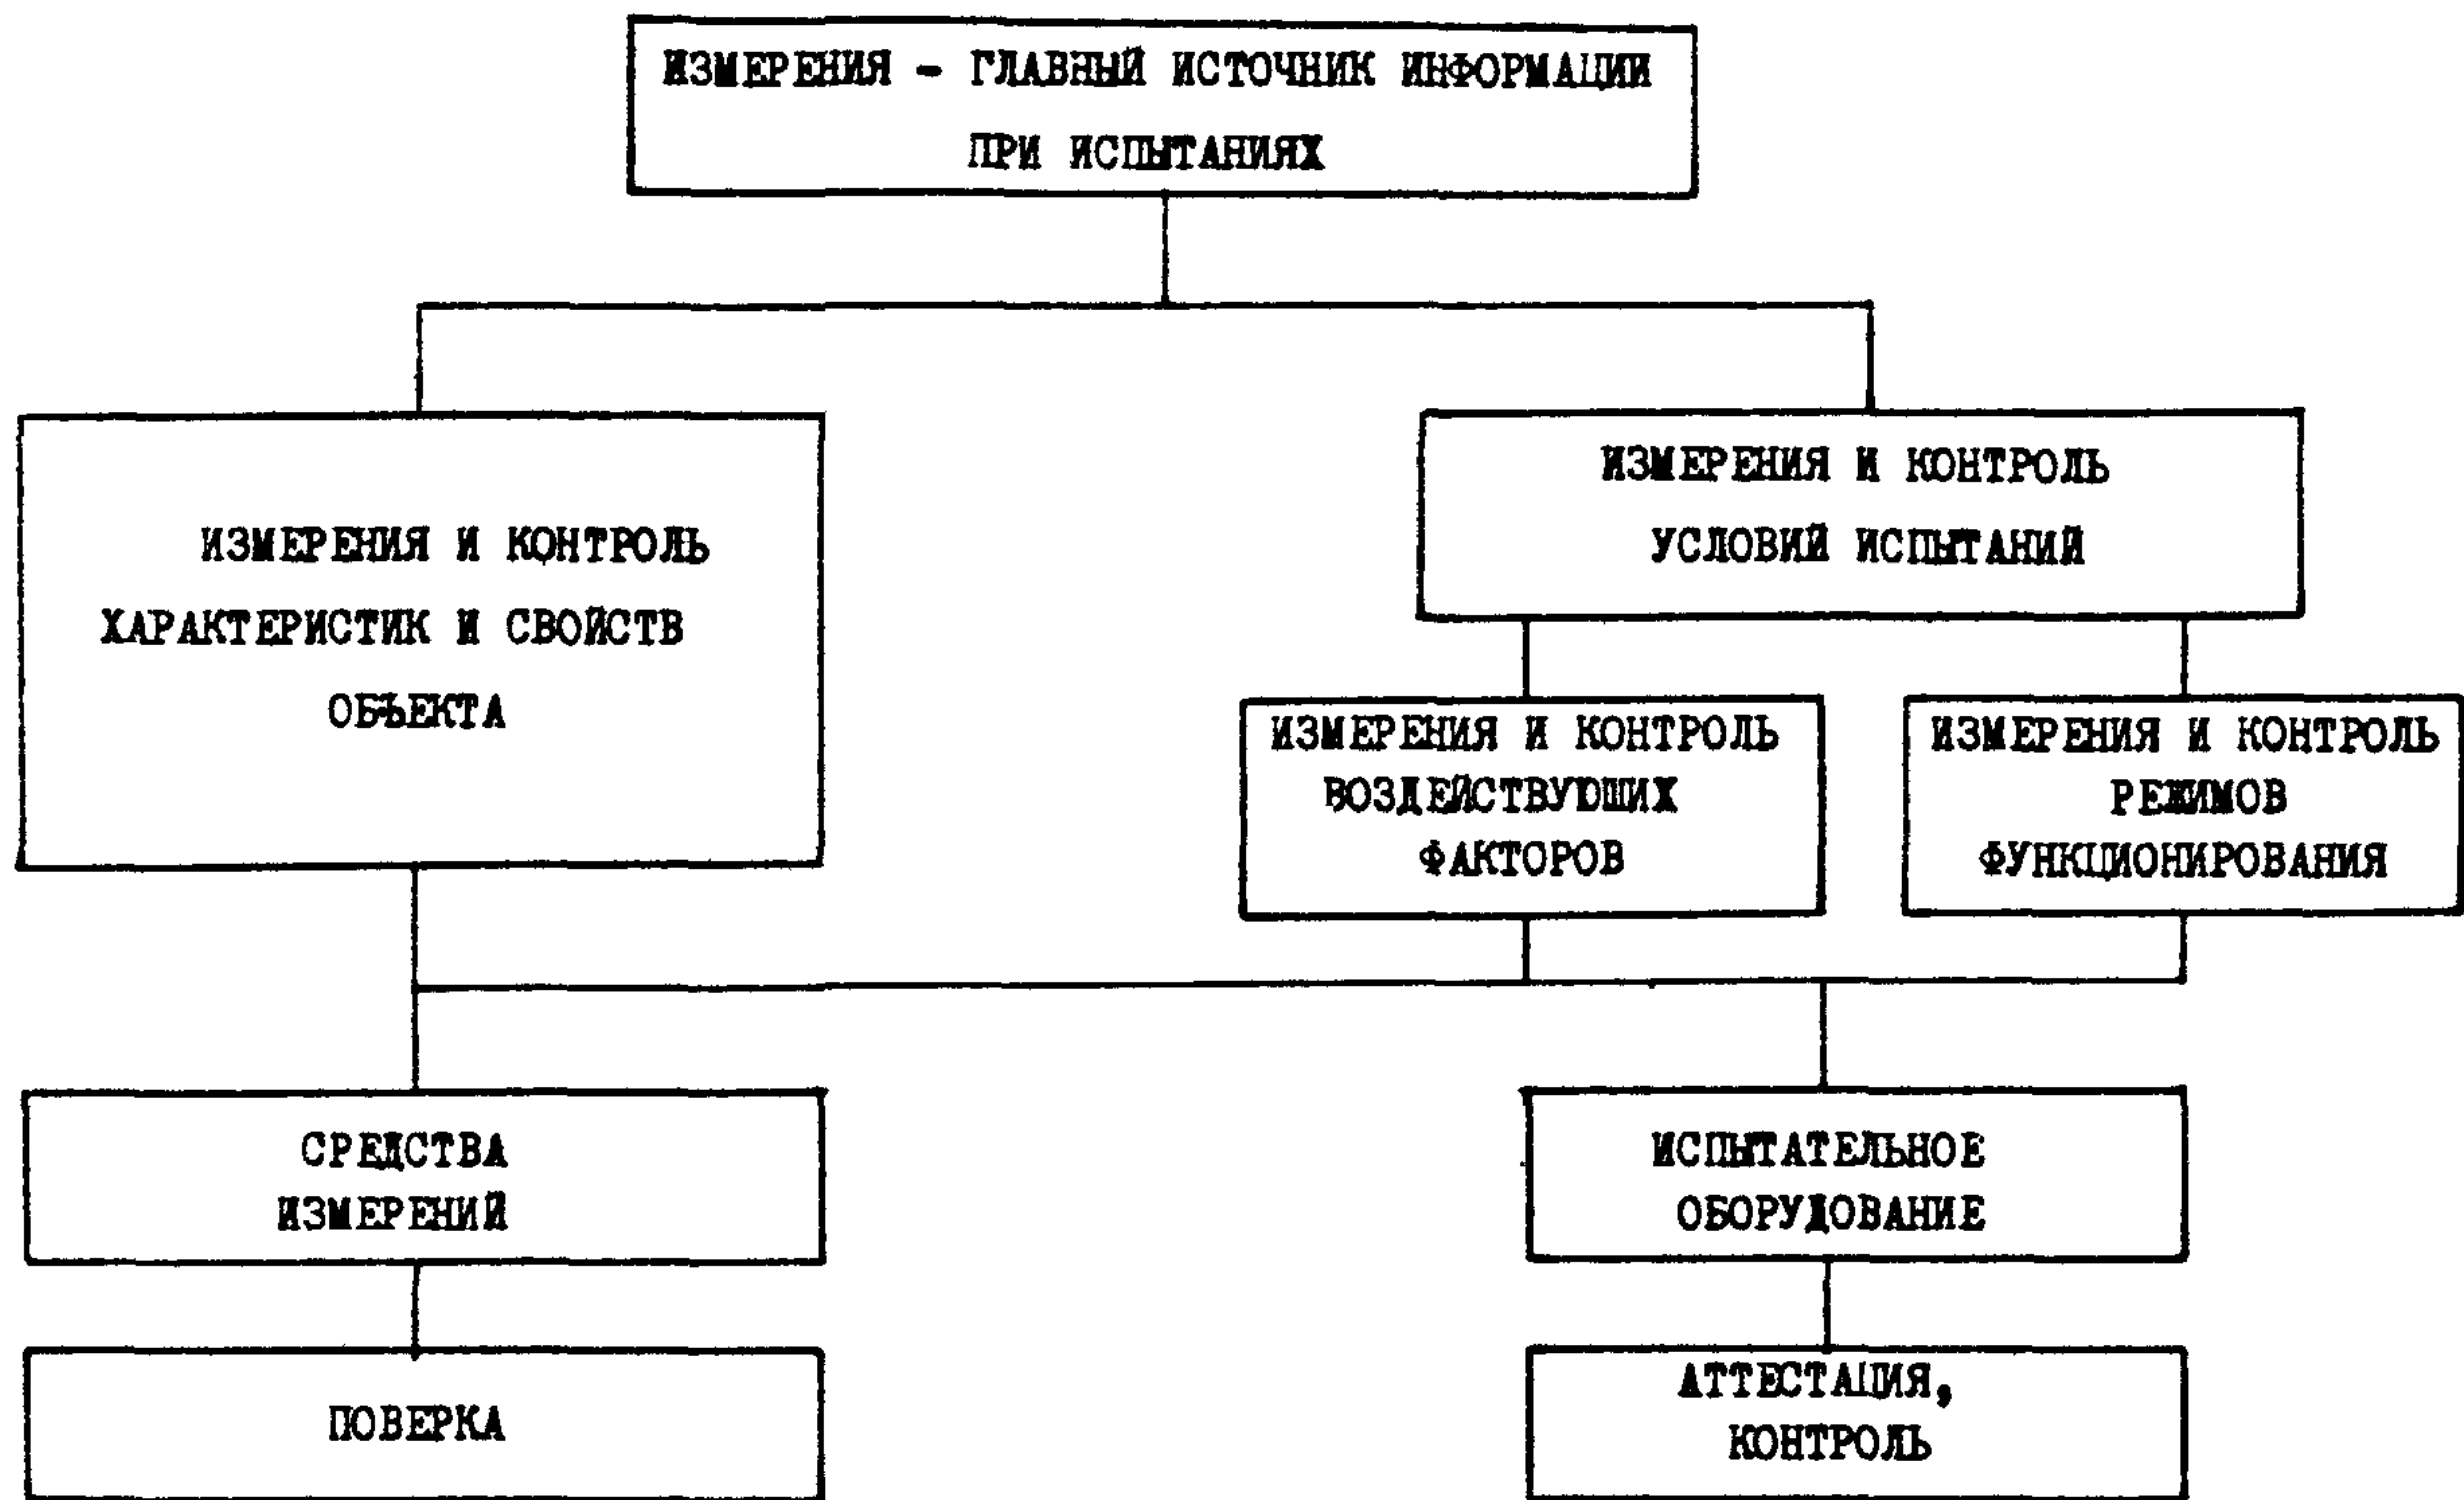 ИЗМЕРЕНИЯ - ГЛАВНЫЙ ИСТОЧНИК ИНФОРМАЦИИ
ПРИ ИСПЫТАНИЯХ
ИЗМЕРЕНИЯ И КОНТРОЛЬ
ХАРАКТЕРИСТИК И СВОЙСТВ
ОБЪЕКТА
ИЗМЕРЕНИЯ И КОНТРОЛЬ
УСЛОВИЙ ИСПЫТАНИЙ
ИЗМЕРЕНИЯ И КОНТРОЛЬ
ВОЗДЕЙСТВУЮЩИХ
ФАКТОРОВ
ИЗМЕРЕНИЯ И КОНТРОЛЬ
РЕЖИМОВ
ФУНКЦИОНИРОВАНИЯ
СРЕДСТВА
ИЗМЕРЕНИЙ
ИСПЫТАТЕЛЬНОЕ
ОБОРУДОВАНИЕ
ПОВЕРКА
АТТЕСТАЦИЯ,
КОНТРОЛЬ